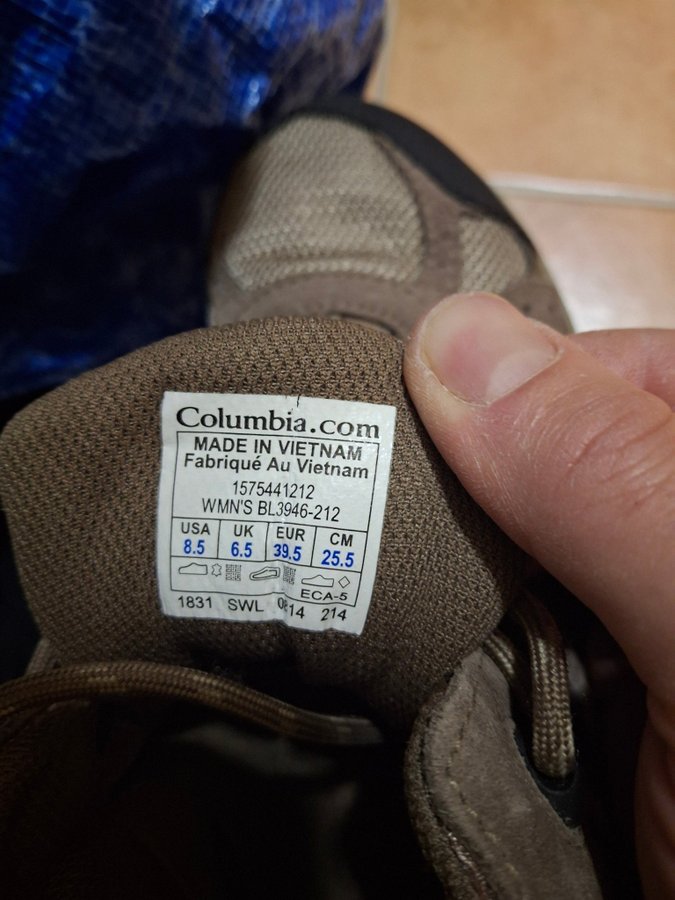 Columbia.com
MADE IN VIETNAM
Fabriqué Au Vietnam
1575441212
WMN'S BL3946-212
USA UK EUR CM
8.5 6.5 39.5 25.5
ECA-5
1831 SWL 214